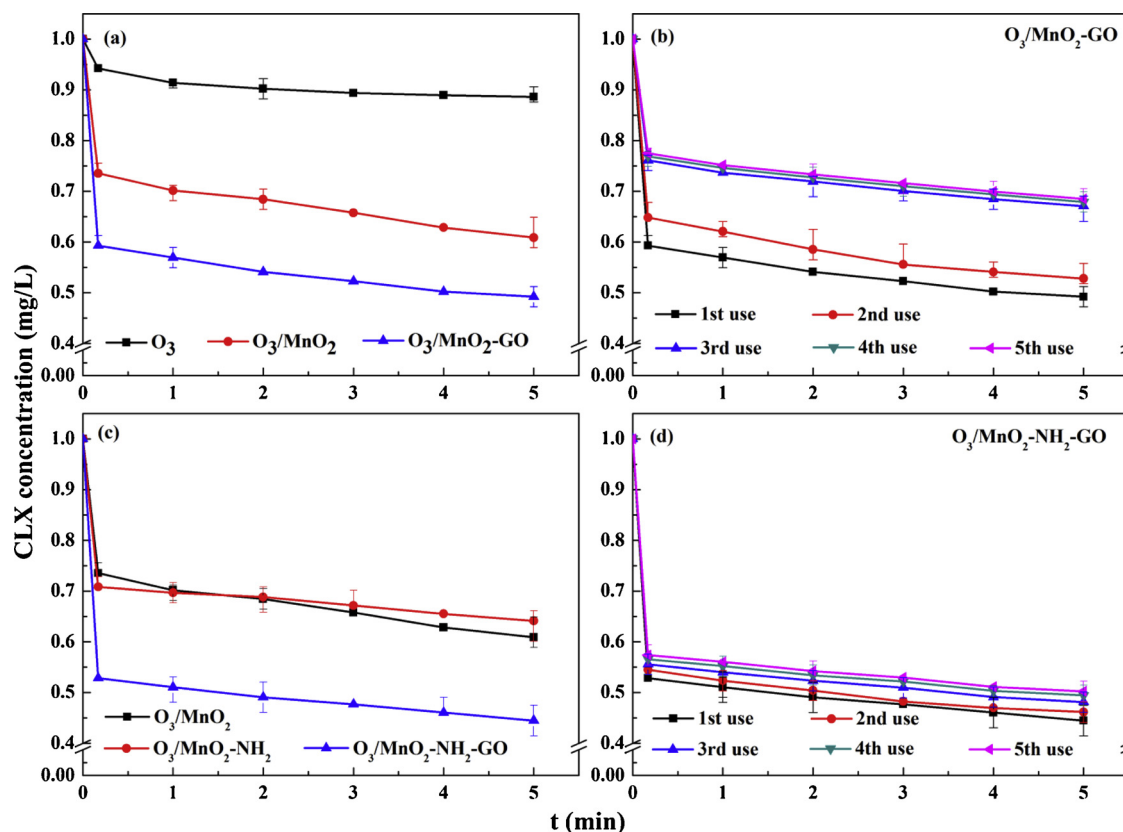 CLX concentration (mg/L)
(a)
1.0
0.9
0.8
0.7
0.6
0.5
0.4
0.00
O₃ O₃/MnO₂ O₃/MnO₂-GO
0 1 2 3 4 5
(b) O₃/MnO₂-GO
1.0
0.9
0.8
0.7
0.6
0.5
0.4
0.00
1st use 2nd use
3rd use 4th use 5th use
0 1 2 3 4 5
(c)
1.0
0.9
0.8
0.7
0.6
0.5
0.4
0.00
O₃/MnO₂
O₃/MnO₂-NH₂ O₃/MnO₂-NH₂-GO
0 1 2 3 4 5
(d) O₃/MnO₂-NH₂-GO
1.0
0.9
0.8
0.7
0.6
0.5
0.4
0.00
1st use 2nd use
3rd use 4th use 5th use
0 1 2 3 4 5
t (min)